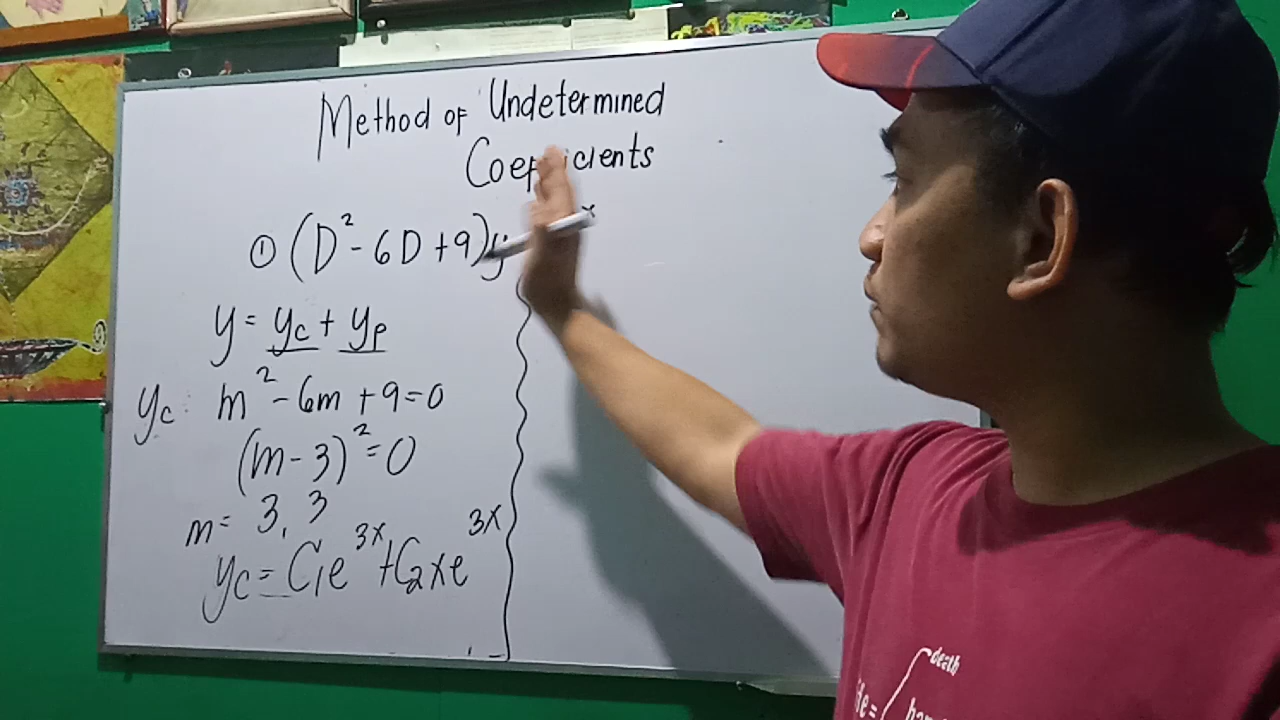 Method of Undetermined
Coefficients
① (D² - 6D + 9)y
x
y = yc + yp
yc: m² - 6m + 9 = 0
(m - 3)² = 0
m = 3, 3
yc = C₁e³ˣ + C₂xe³ˣ
death